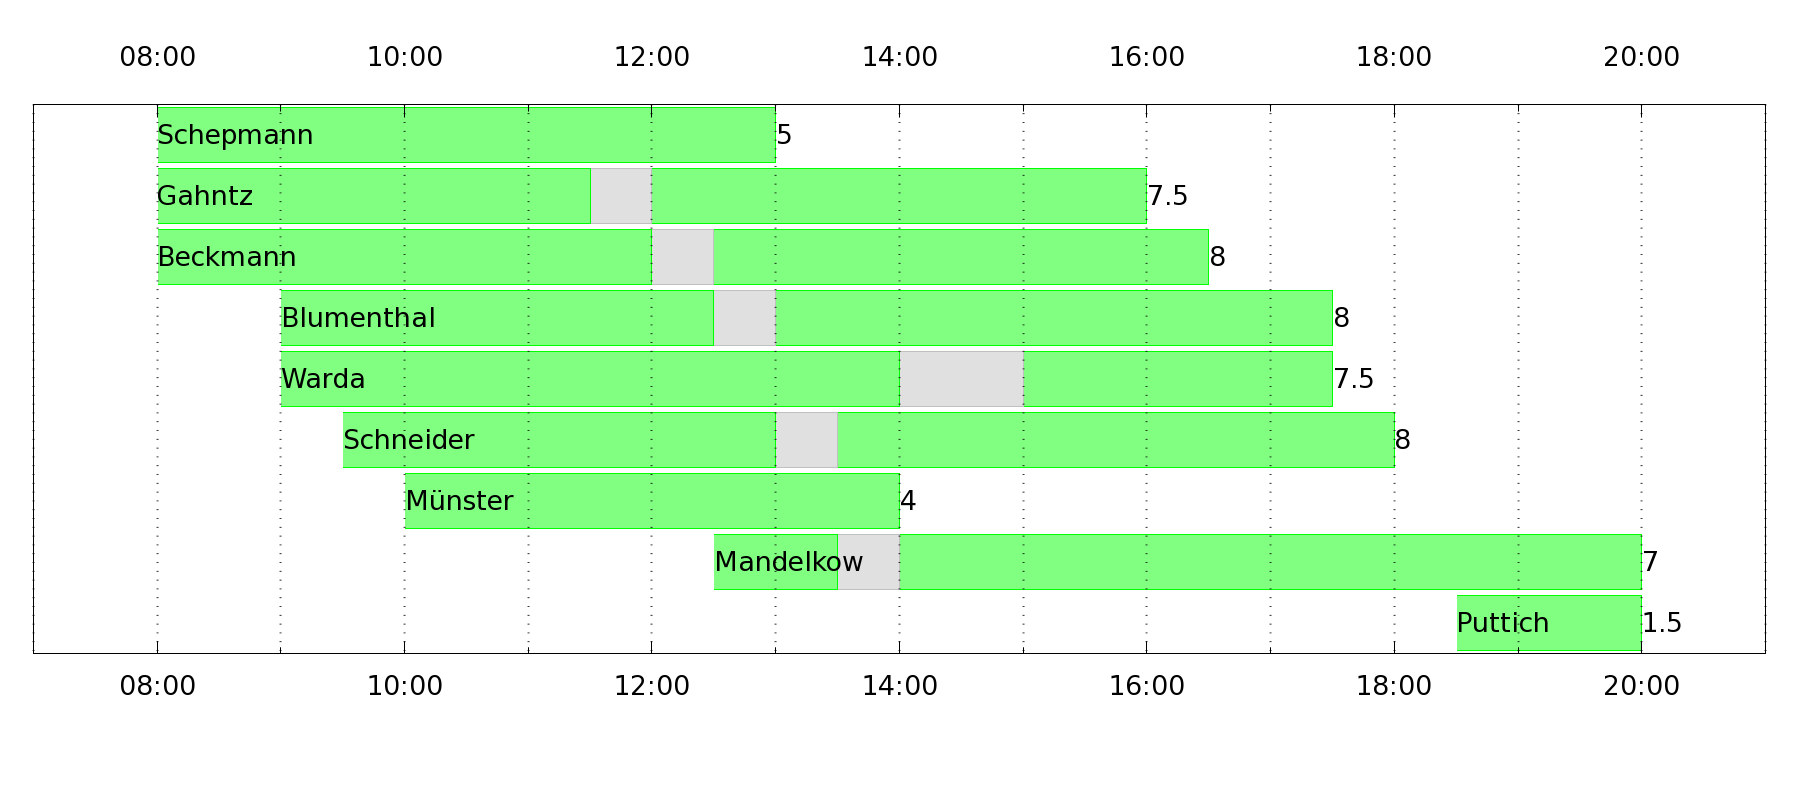 08:00 10:00 12:00 14:00 16:00 18:00 20:00
Schepmann 5
Gahntz 7.5
Beckmann 8
Blumenthal 8
Warda 7.5
Schneider 8
Münster 4
Mandelkow 7
Puttich 1.5
08:00 10:00 12:00 14:00 16:00 18:00 20:00